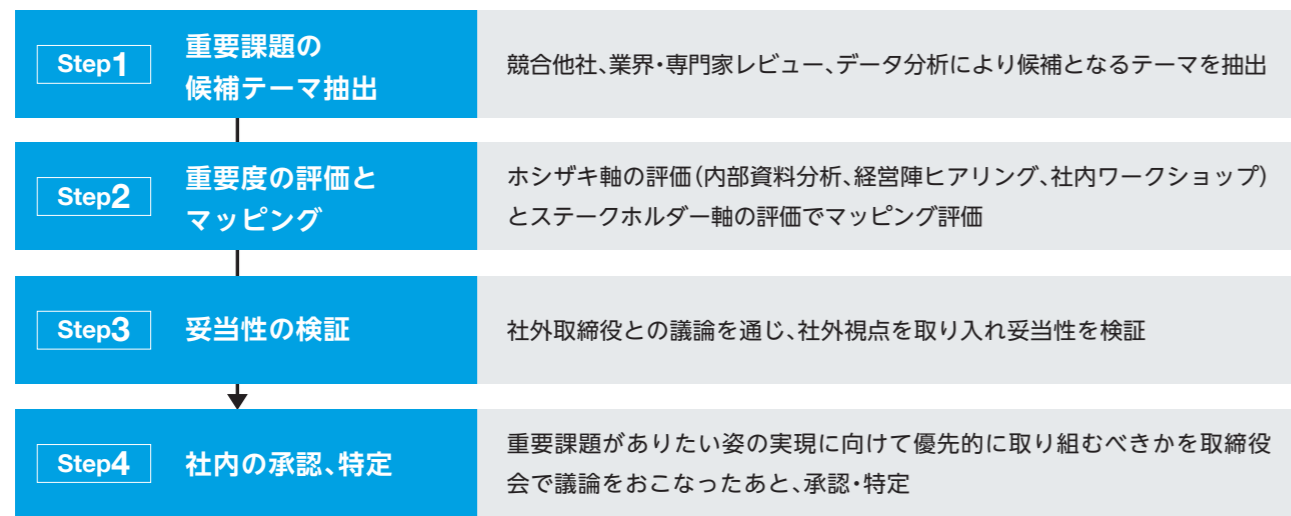 Step1
重要課題の
候補テーマ抽出
競合他社、業界・専門家レビュー、データ分析により候補となるテーマを抽出
Step2
重要度の評価と
マッピング
ホシザキ軸の評価（内部資料分析、経営陣ヒアリング、社内ワークショップ）
とステークホルダー軸の評価でマッピング評価
Step3
妥当性の検証
社外取締役との議論を通じ、社外視点を取り入れ妥当性を検証
Step4
社内の承認、特定
重要課題がありたい姿の実現に向けて優先的に取り組むべきかを取締役
会で議論をおこなったあと、承認・特定